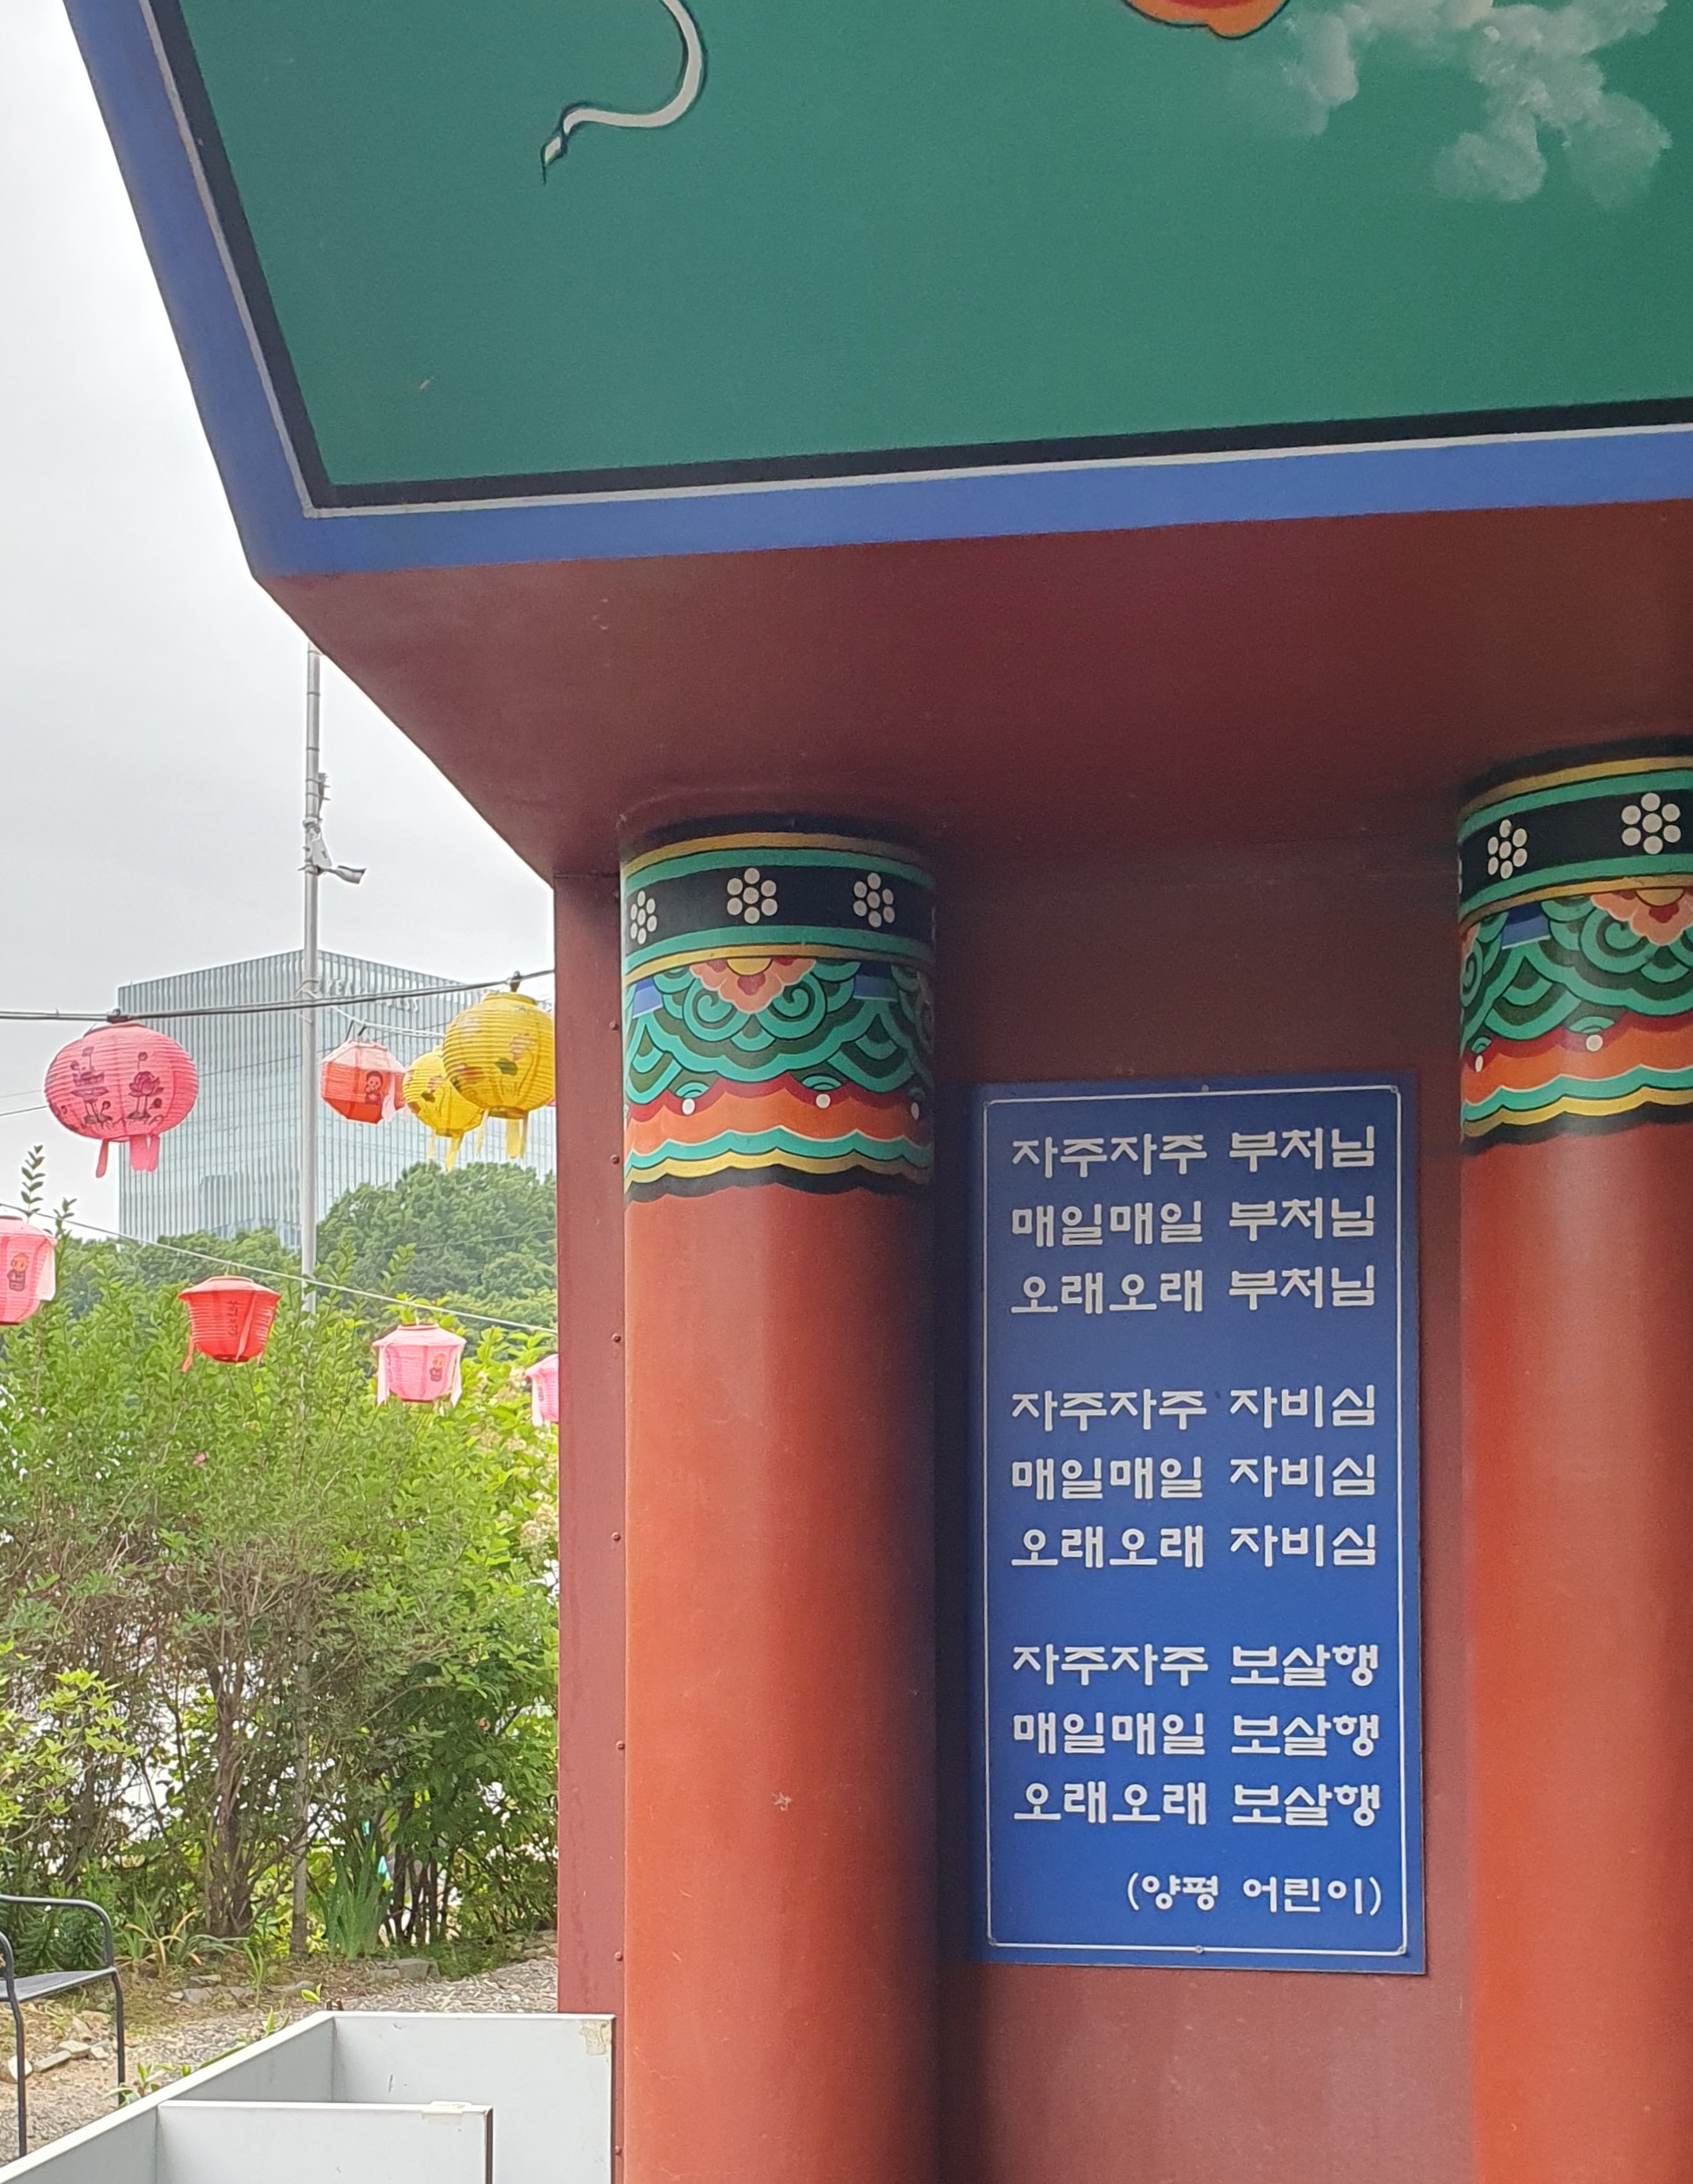 자주자주 부처님
매일매일 부처님
오래오래 부처님
자주자주 자비심
매일매일 자비심
오래오래 자비심
자주자주 보살행
매일매일 보살행
오래오래 보살행
(양평 어린이)